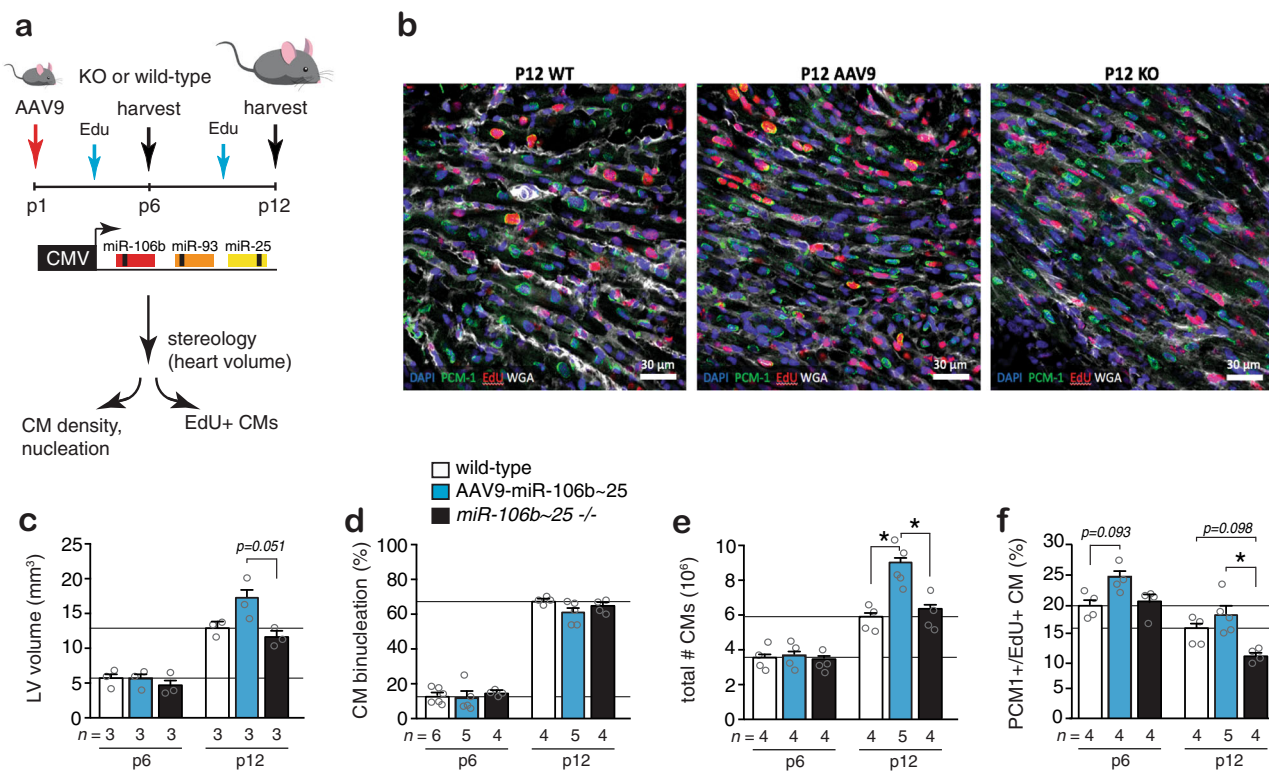 a
KO or wild-type
AAV9
Edu
harvest
Edu
harvest
p1
p6
p12
CMV
miR-106b
miR-93
miR-25
stereology
(heart volume)
CM density,
nucleation
EdU+ CMs
b
P12 WT
P12 AAV9
P12 KO
30 µm
DAPI PCM-1 EdU WGA
30 µm
DAPI PCM-1 EdU WGA
30 µm
DAPI PCM-1 EdU WGA
wild-type
AAV9-miR-106b~25
miR-106b~25 -/-
c
LV volume (mm³)
25
20
15
10
5
0
p=0.051
n = 3 3 3 3 3 3
p6 p12
d
CM binucleation (%)
100
80
60
40
20
0
n = 6 5 4 4 5 4
p6 p12
e
total # CMs (10⁶)
10
8
6
4
2
0
* *
n = 4 4 4 4 5 4
p6 p12
f
PCM1+/EdU+ CM (%)
30
25
20
15
10
5
0
p=0.093
p=0.098
*
n = 4 4 4 4 5 4
p6 p12